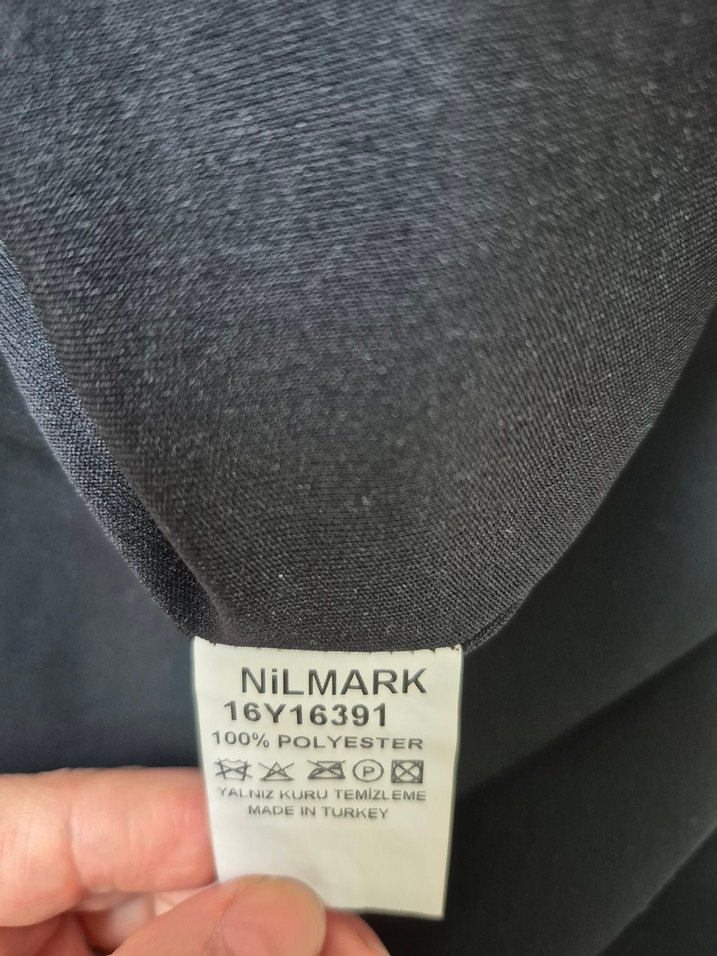 NiLMARK
16Y16391
100% POLYESTER
P
YALNIZ KURU TEMİZLEME
MADE IN TURKEY